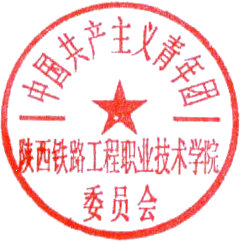 中国共产主义青年团
陕西铁路工程职业技术学院
委员会